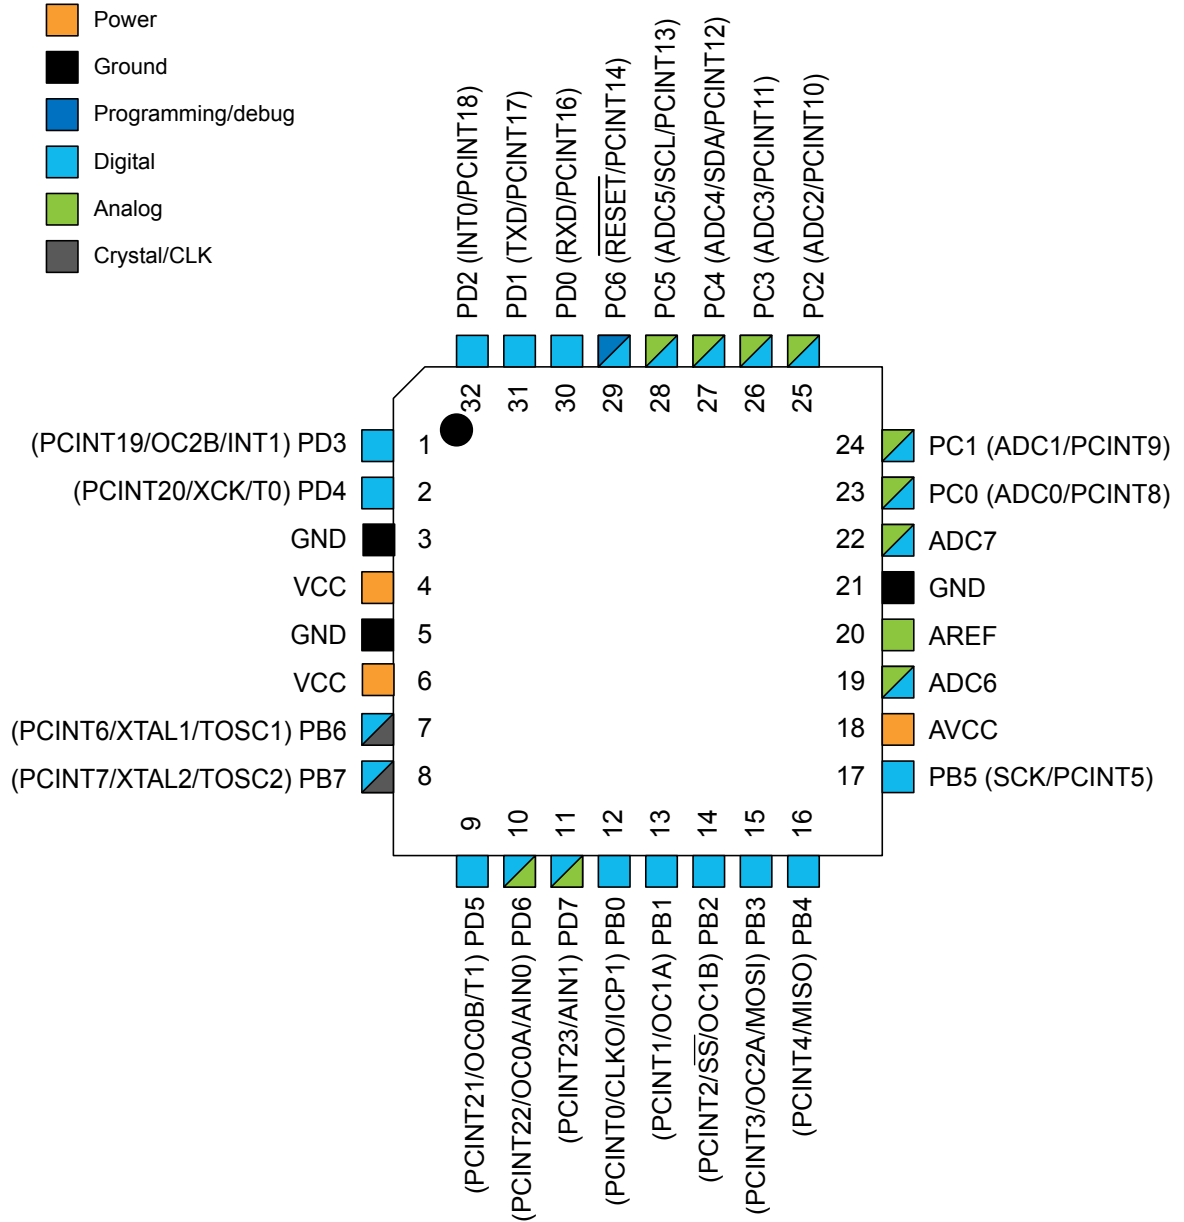 Power
Ground
Programming/debug
Digital
Analog
Crystal/CLK
PD2 (INT0/PCINT18)
PD1 (TXD/PCINT17)
PD0 (RXD/PCINT16)
PC6 (RESET/PCINT14)
PC5 (ADC5/SCL/PCINT13)
PC4 (ADC4/SDA/PCINT12)
PC3 (ADC3/PCINT11)
PC2 (ADC2/PCINT10)
32
31
30
29
28
27
26
25
(PCINT19/OC2B/INT1) PD3
1
(PCINT20/XCK/T0) PD4
2
GND
3
VCC
4
GND
5
VCC
6
(PCINT6/XTAL1/TOSC1) PB6
7
(PCINT7/XTAL2/TOSC2) PB7
8
24
PC1 (ADC1/PCINT9)
23
PC0 (ADC0/PCINT8)
22
ADC7
21
GND
20
AREF
19
ADC6
18
AVCC
17
PB5 (SCK/PCINT5)
9
10
11
12
13
14
15
16
(PCINT21/OC0B/T1) PD5
(PCINT22/OC0A/AIN0) PD6
(PCINT23/AIN1) PD7
(PCINT0/CLKO/ICP1) PB0
(PCINT1/OC1A) PB1
(PCINT2/SS/OC1B) PB2
(PCINT3/OC2A/MOSI) PB3
(PCINT4/MISO) PB4